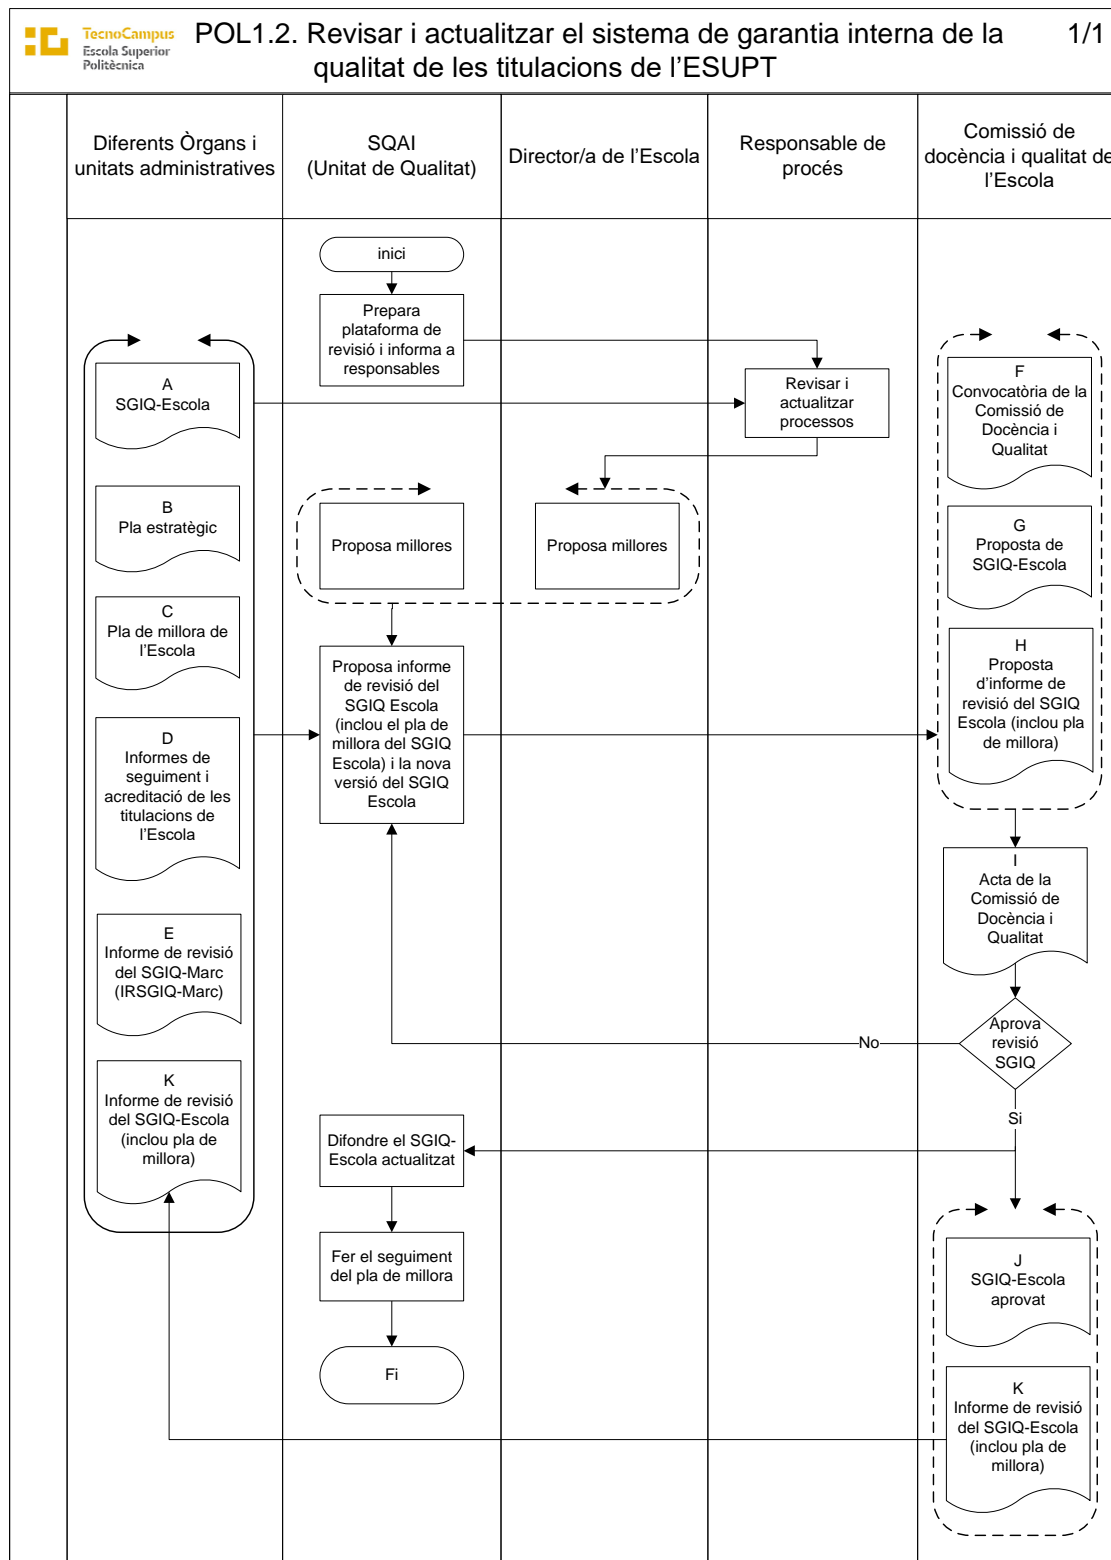 TecnoCampus
Escola Superior
Politècnica
POL1.2. Revisar i actualitzar el sistema de garantia interna de la
qualitat de les titulacions de l'ESUPT
1/1
Diferents Òrgans i
unitats administratives
SQAI
(Unitat de Qualitat)
Director/a de l'Escola
Responsable de
procés
Comissió de
docència i qualitat de
l'Escola
inici
Prepara
plataforma de
revisió i informa a
responsables
A
SGIQ-Escola
Revisar i
actualitzar
processos
F
Convocatòria de la
Comissió de
Docència i
Qualitat
B
Pla estratègic
Proposa millores
Proposa millores
G
Proposta de
SGIQ-Escola
C
Pla de millora de
l'Escola
Proposa informe
de revisió del
SGIQ Escola
(inclou el pla de
millora del SGIQ
Escola) i la nova
versió del SGIQ
Escola
H
Proposta
d'informe de
revisió del SGIQ
Escola (inclou pla
de millora)
D
Informes de
seguiment i
acreditació de les
titulacions de
l'Escola
I
Acta de la
Comissió de
Docència i
Qualitat
E
Informe de revisió
del SGIQ-Marc
(IRSGIQ-Marc)
No
Aprova
revisió
SGIQ
K
Informe de revisió
del SGIQ-Escola
(inclou pla de
millora)
Si
Difondre el SGIQ-
Escola actualitzat
Fer el seguiment
del pla de millora
J
SGIQ-Escola
aprovat
Fi
K
Informe de revisió
del SGIQ-Escola
(inclou pla de
millora)